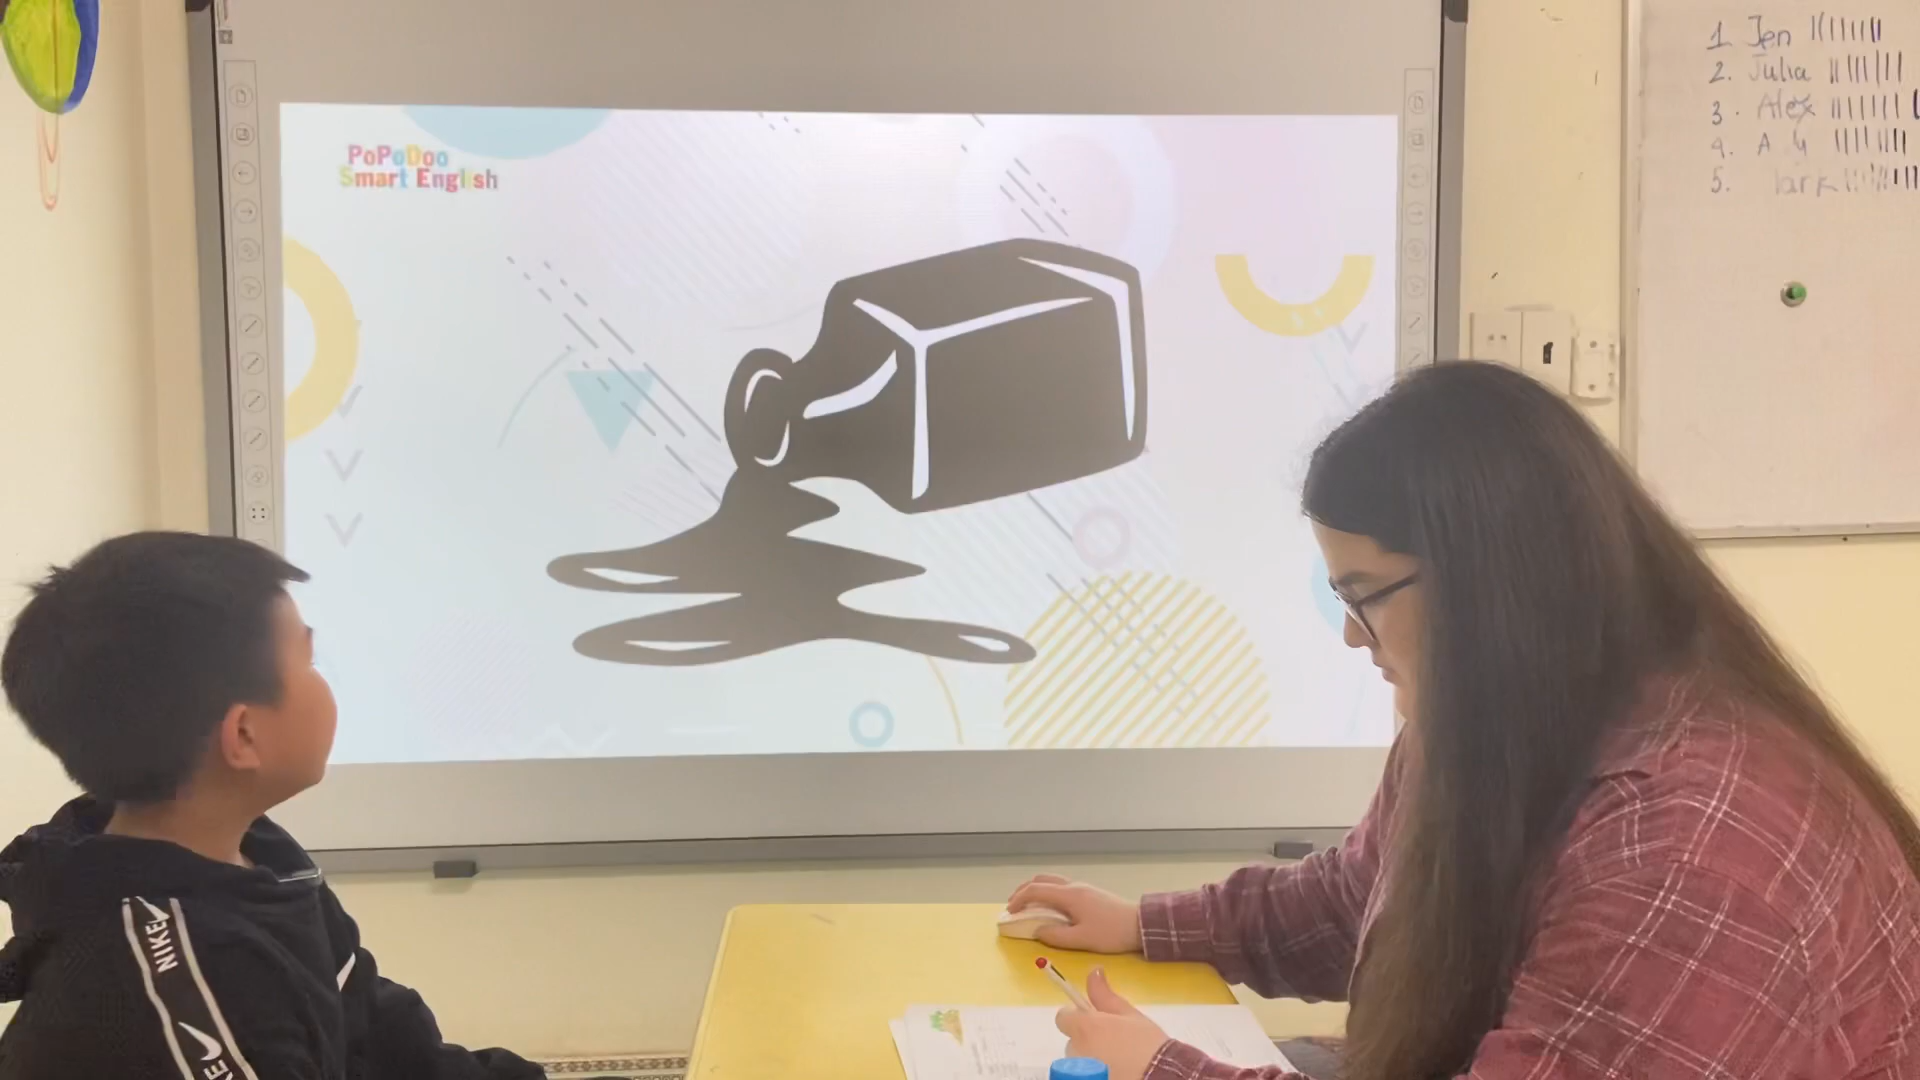 PoPoDoo
Smart English
1. Jen
2. Julia
3. Alex
4. A
5.
NIKE